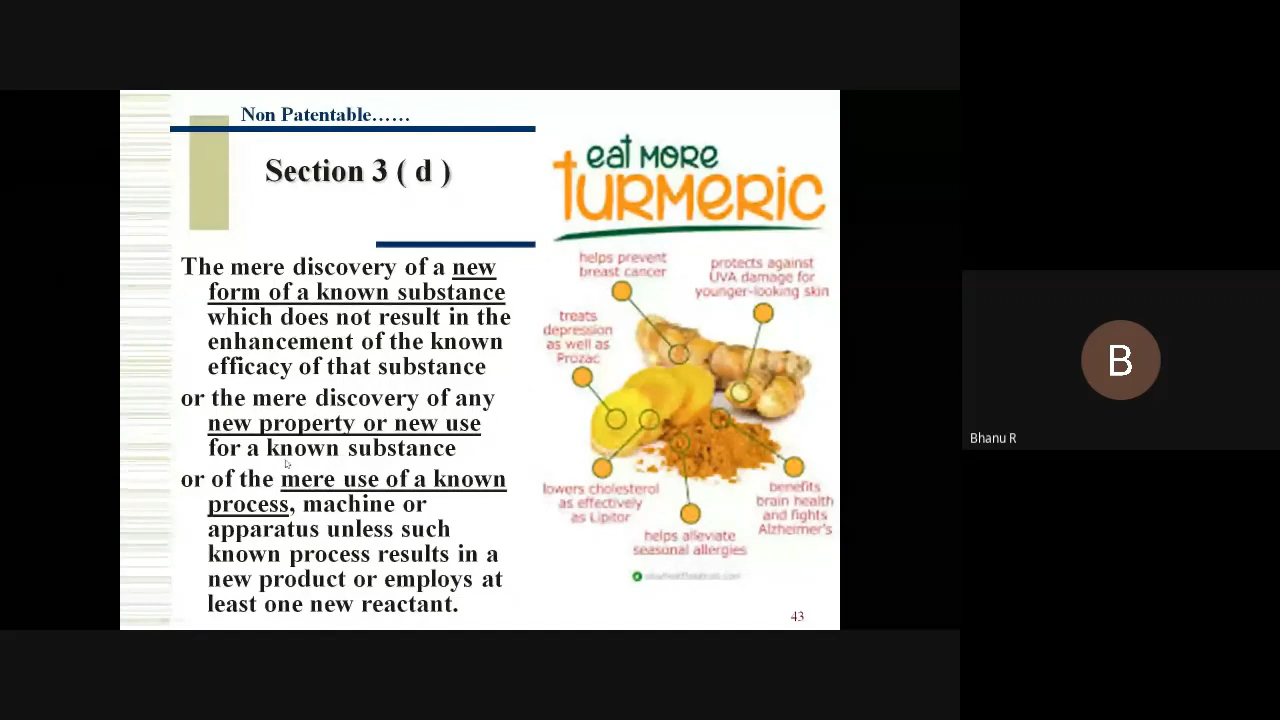 Non Patentable......
Section 3 ( d )
The mere discovery of a new
form of a known substance
which does not result in the
enhancement of the known
efficacy of that substance
or the mere discovery of any
new property or new use
for a known substance
or of the mere use of a known
process, machine or
apparatus unless such
known process results in a
new product or employs at
least one new reactant.
eat MORE
TURMERIC
helps prevent
breast cancer
protects against
UVA damage for
younger-looking skin
treats
depression
as well as
Prozac
lowers cholesterol
as effectively
as Lipitor
helps alleviate
seasonal allergies
benefits
brain health
and fights
Alzheimer's
43
B
Bhanu R